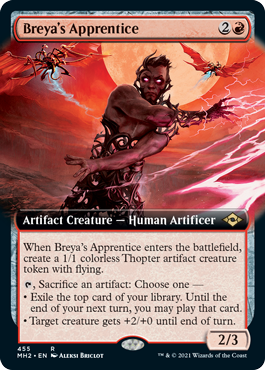 Breya's Apprentice 2
Artifact Creature — Human Artificer
When Breya's Apprentice enters the battlefield,
create a 1/1 colorless Thopter artifact creature
token with flying.
, Sacrifice an artifact: Choose one —
• Exile the top card of your library. Until the
end of your next turn, you may play that card.
• Target creature gets +2/+0 until end of turn.
2/3
455 R
MH2 • EN Aleksi Briclot
™ & © 2021 Wizards of the Coast